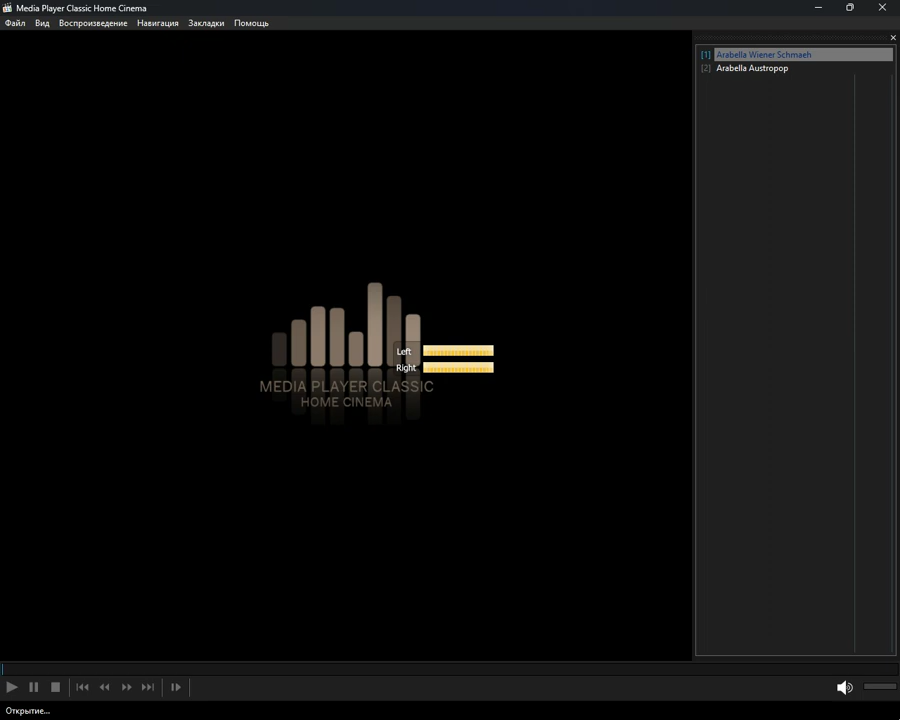 Media Player Classic Home Cinema
Файл Вид Воспроизведение Навигация Закладки Помощь
[1] Arabella Wiener Schmaeh
[2] Arabella Austropop
Left
Right
MEDIA PLAYER CLASSIC
HOME CINEMA
Открытие...